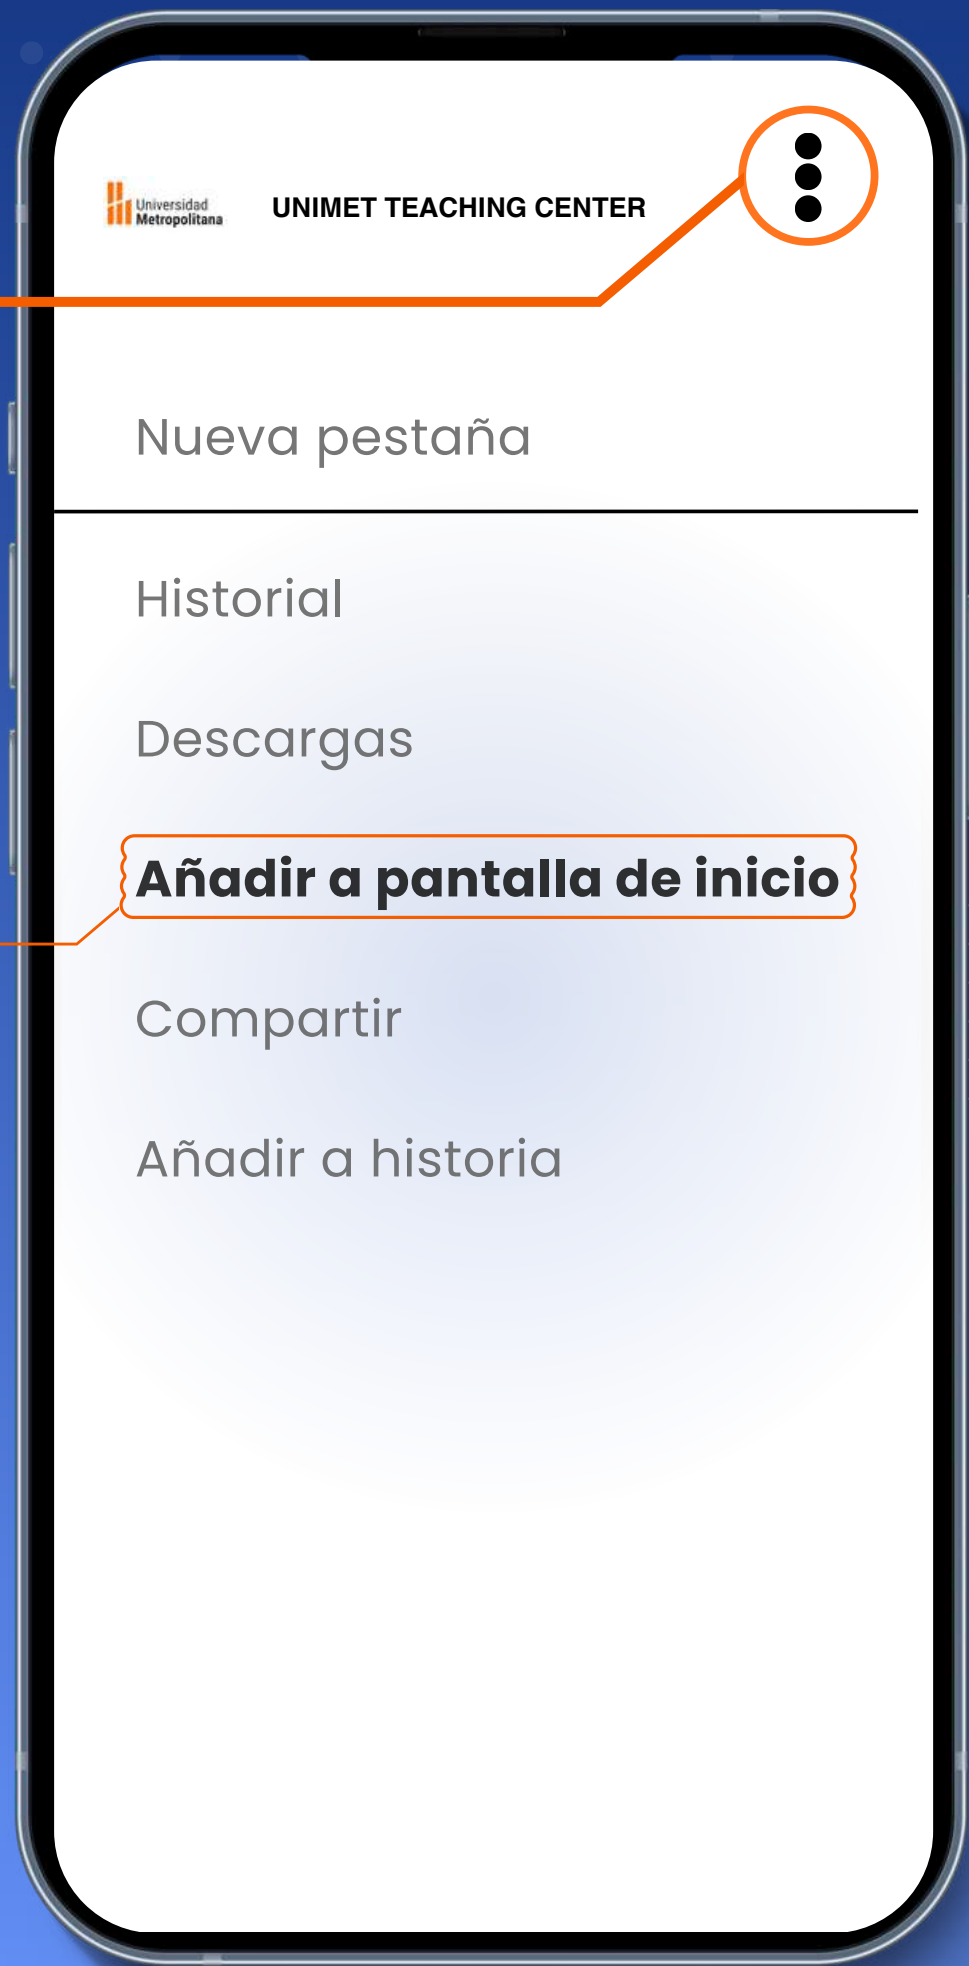 Universidad
Metropolitana
UNIMET TEACHING CENTER
Nueva pestaña
Historial
Descargas
Añadir a pantalla de inicio
Compartir
Añadir a historia